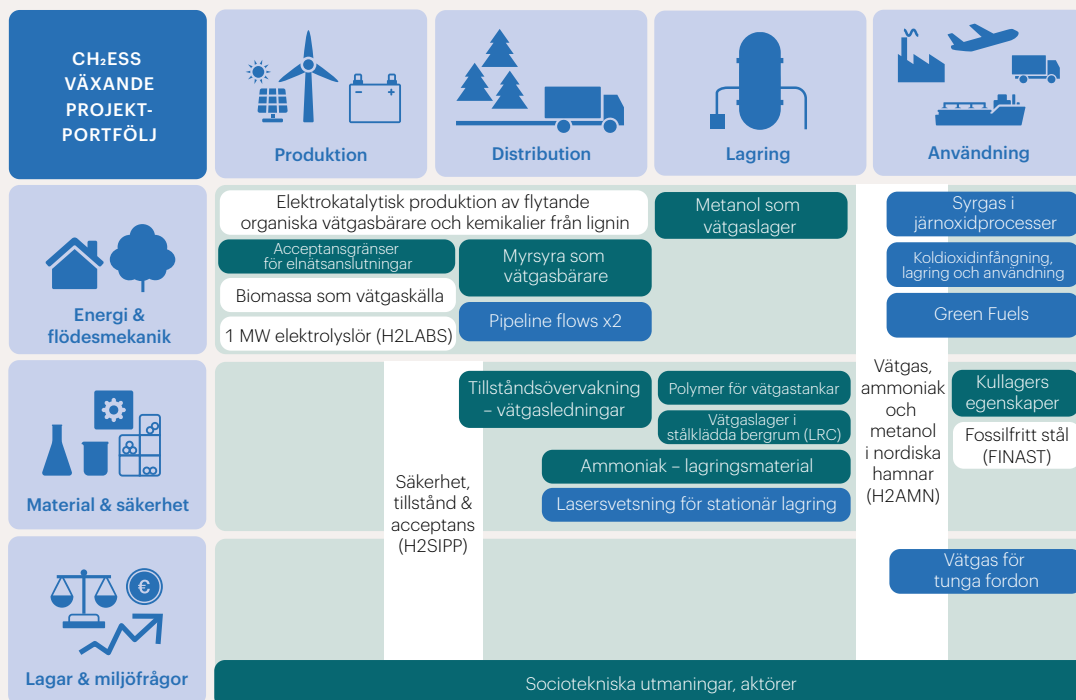 CH₂ESS
VÄXANDE
PROJEKT-
PORTFÖLJ
Produktion
Distribution
Lagring
Användning
Energi &
flödesmekanik
Elektrokatalytisk produktion av flytande
organiska vätgasbärare och kemikalier från lignin
Metanol som
vätgaslager
Syrgas i
järnoxidprocesser
Acceptansgränser
för elnätsanslutningar
Myrsyra som
vätgasbärare
Koldioxidinfångning,
lagring och användning
Biomassa som vätgaskälla
Pipeline flows x2
Green Fuels
1 MW elektrolyslör (H2LABS)
Material & säkerhet
Säkerhet,
tillstånd &
acceptans
(H2SIPP)
Tillståndsövervakning
– vätgasledningar
Polymer för vätgastankar
Vätgaslager i
stålklädda bergrum (LRC)
Ammoniak – lagringsmaterial
Lasersvetsning för stationär lagring
Vätgas,
ammoniak
och
metanol
i nordiska
hamnar
(H2AMN)
Kullagers
egenskaper
Fossilfritt stål
(FINAST)
€
Lagar & miljöfrågor
Vätgas för
tunga fordon
Sociotekniska utmaningar, aktörer